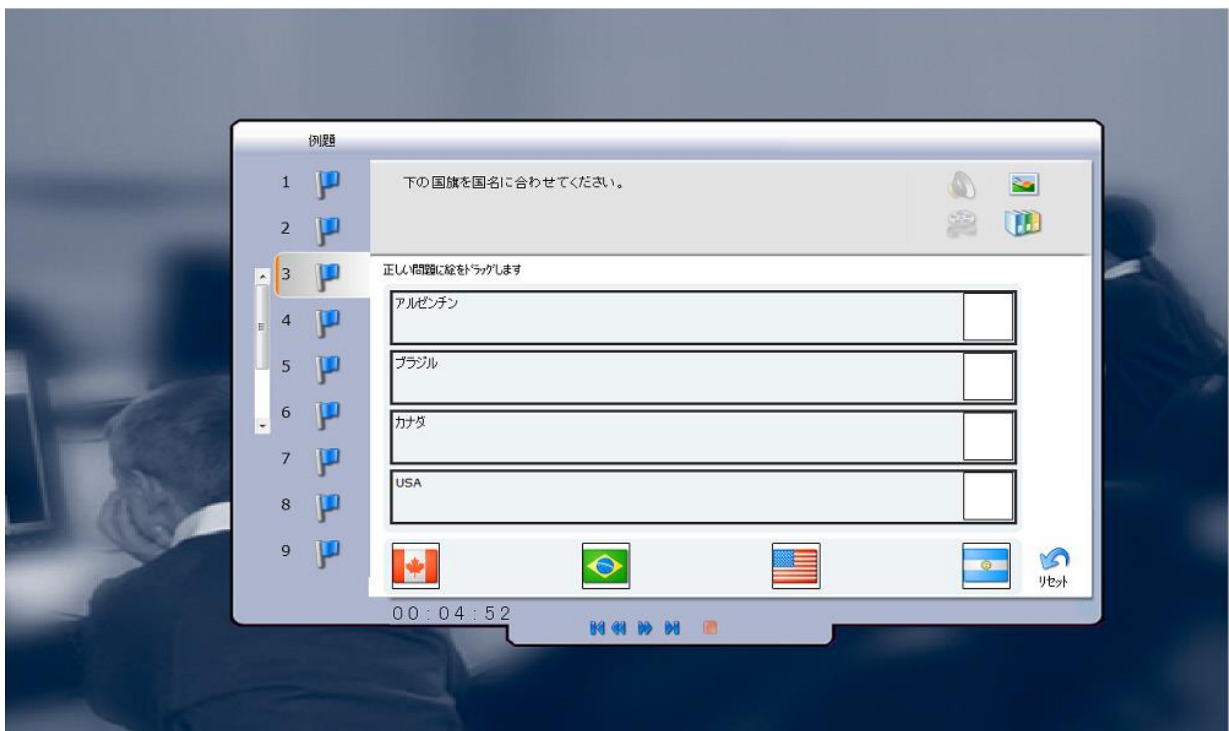 例題
1
2
3
4
5
6
7
8
9
下の国旗を国名に合わせてください。
正しい問題に絵をドラッグします
アルゼンチン
ブラジル
カナダ
USA
リセット
00:04:52